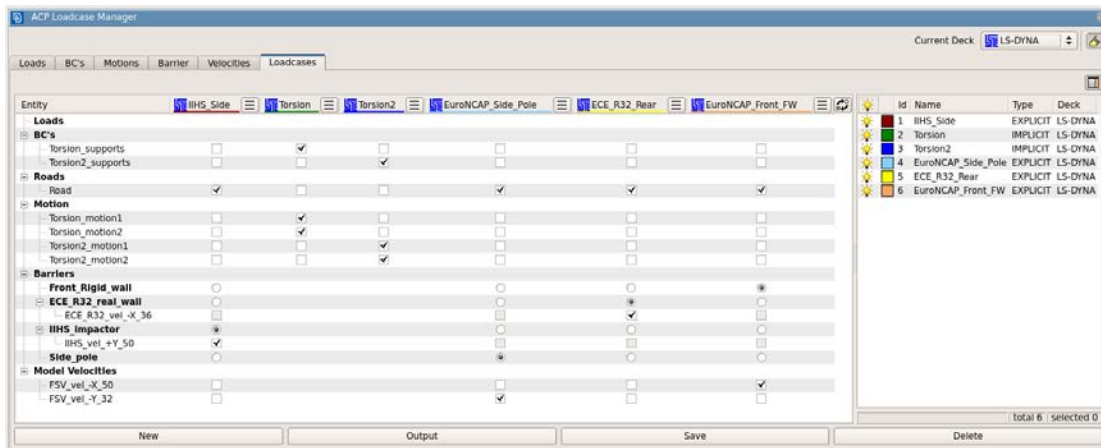 ACP Loadcase Manager
Current Deck LS-DYNA
Loads BC's Motions Barrier Velocities Loadcases
Entity IIHS_Side Torsion Torsion2 EuroNCAP_Side_Pole ECE_R32_Rear EuroNCAP_Front_FW
Loads
BC's
Torsion_supports
Torsion2_supports
Roads
Road
Motion
Torsion_motion1
Torsion_motion2
Torsion2_motion1
Torsion2_motion2
Barriers
Front_Rigid_wall
ECE_R32_real_wall
ECE_R32_vel_-X_36
IIHS_Impactor
IIHS_vel_+Y_50
Side_pole
Model Velocities
FSV_vel_-X_50
FSV_vel_-Y_32
Id Name Type Deck
1 IIHS_Side EXPLICIT LS-DYNA
2 Torsion IMPLICIT LS-DYNA
3 Torsion2 IMPLICIT LS-DYNA
4 EuroNCAP_Side_Pole EXPLICIT LS-DYNA
5 ECE_R32_Rear EXPLICIT LS-DYNA
6 EuroNCAP_Front_FW EXPLICIT LS-DYNA
total 6 selected 0
New Output Save Delete